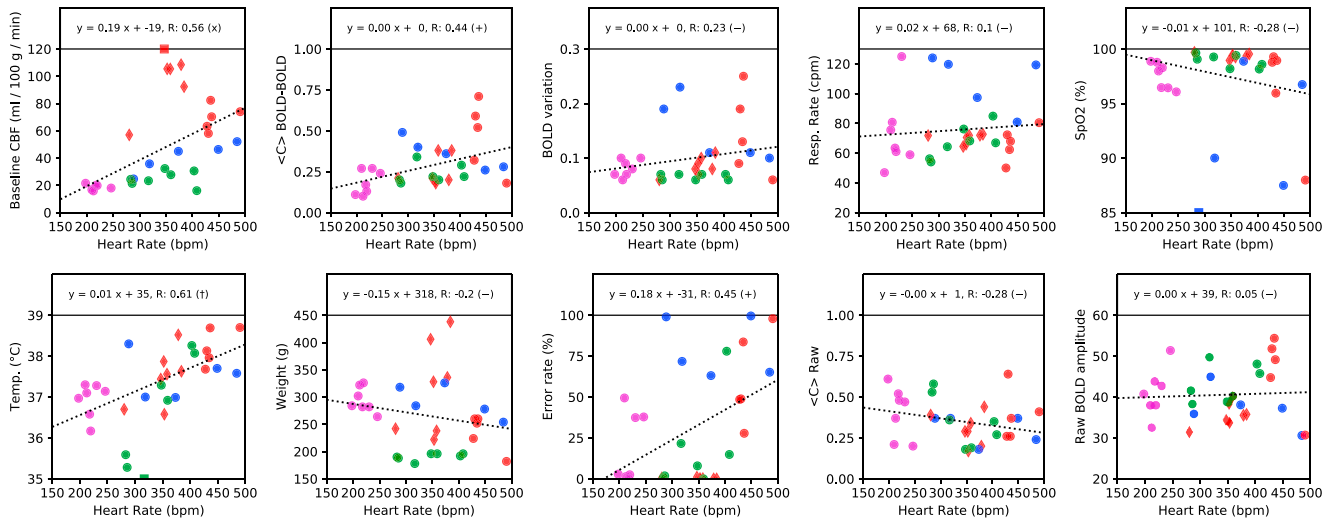 y = 0.19 x + -19, R: 0.56 (x)
Baseline CBF (ml / 100 g / min)
120
100
80
60
40
20
0
150 200 250 300 350 400 450 500
Heart Rate (bpm)
y = 0.00 x + 0, R: 0.44 (+)
<C> BOLD-BOLD
1.00
0.75
0.50
0.25
0.00
150 200 250 300 350 400 450 500
Heart Rate (bpm)
y = 0.00 x + 0, R: 0.23 (−)
BOLD variation
0.3
0.2
0.1
0.0
150 200 250 300 350 400 450 500
Heart Rate (bpm)
y = 0.02 x + 68, R: 0.1 (−)
Resp. Rate (cpm)
120
100
80
60
40
20
150 200 250 300 350 400 450 500
Heart Rate (bpm)
y = -0.01 x + 101, R: -0.28 (−)
SpO2 (%)
100
95
90
85
150 200 250 300 350 400 450 500
Heart Rate (bpm)
y = 0.01 x + 35, R: 0.61 (†)
Temp. (°C)
39
38
37
36
35
150 200 250 300 350 400 450 500
Heart Rate (bpm)
y = -0.15 x + 318, R: -0.2 (−)
Weight (g)
450
400
350
300
250
200
150
150 200 250 300 350 400 450 500
Heart Rate (bpm)
y = 0.18 x + -31, R: 0.45 (+)
Error rate (%)
100
80
60
40
20
0
150 200 250 300 350 400 450 500
Heart Rate (bpm)
y = -0.00 x + 1, R: -0.28 (−)
<C> Raw
1.00
0.75
0.50
0.25
0.00
150 200 250 300 350 400 450 500
Heart Rate (bpm)
y = 0.00 x + 39, R: 0.05 (−)
Raw BOLD amplitude
60
50
40
30
20
150 200 250 300 350 400 450 500
Heart Rate (bpm)